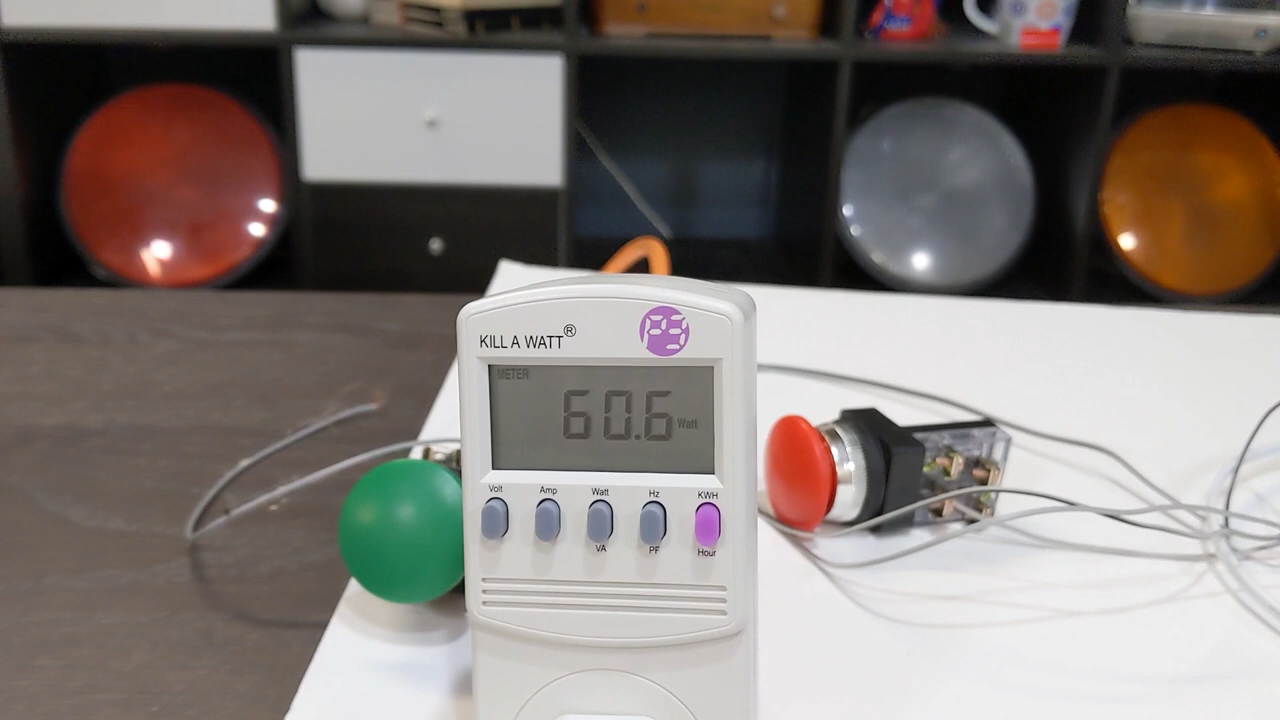 KILL A WATT®
P3
METER
60.6 Watt
Volt Amp Watt Hz KWH
VA PF Hour